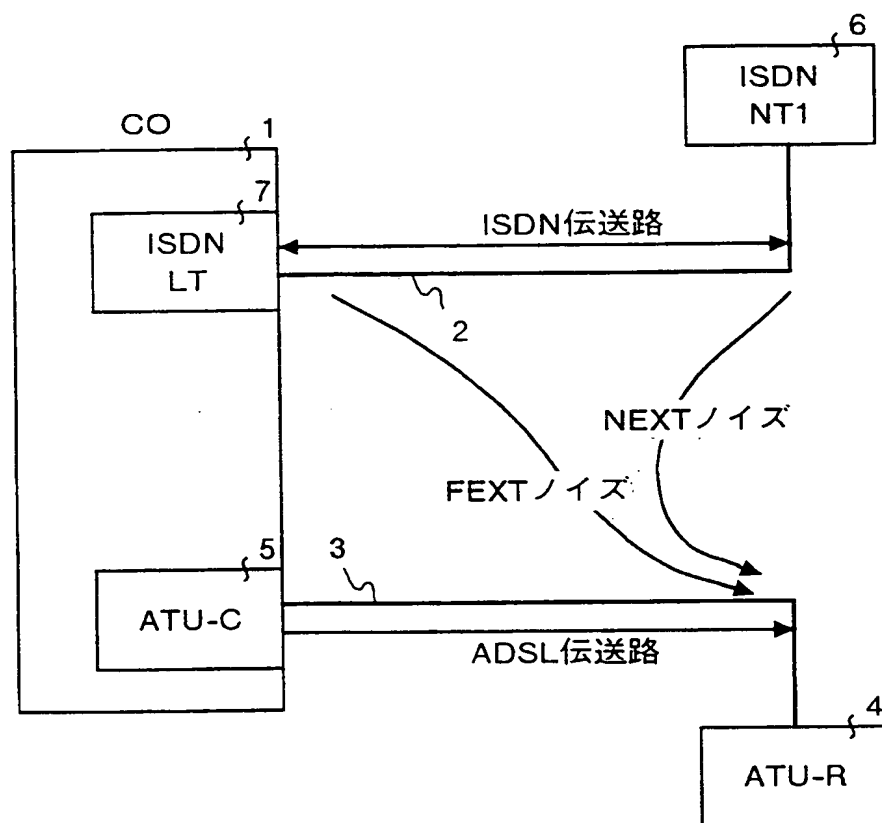 6
ISDN
NT1
CO
1
7
ISDN
LT
ISDN伝送路
2
NEXTノイズ
FEXTノイズ
5
ATU-C
3
ADSL伝送路
4
ATU-R